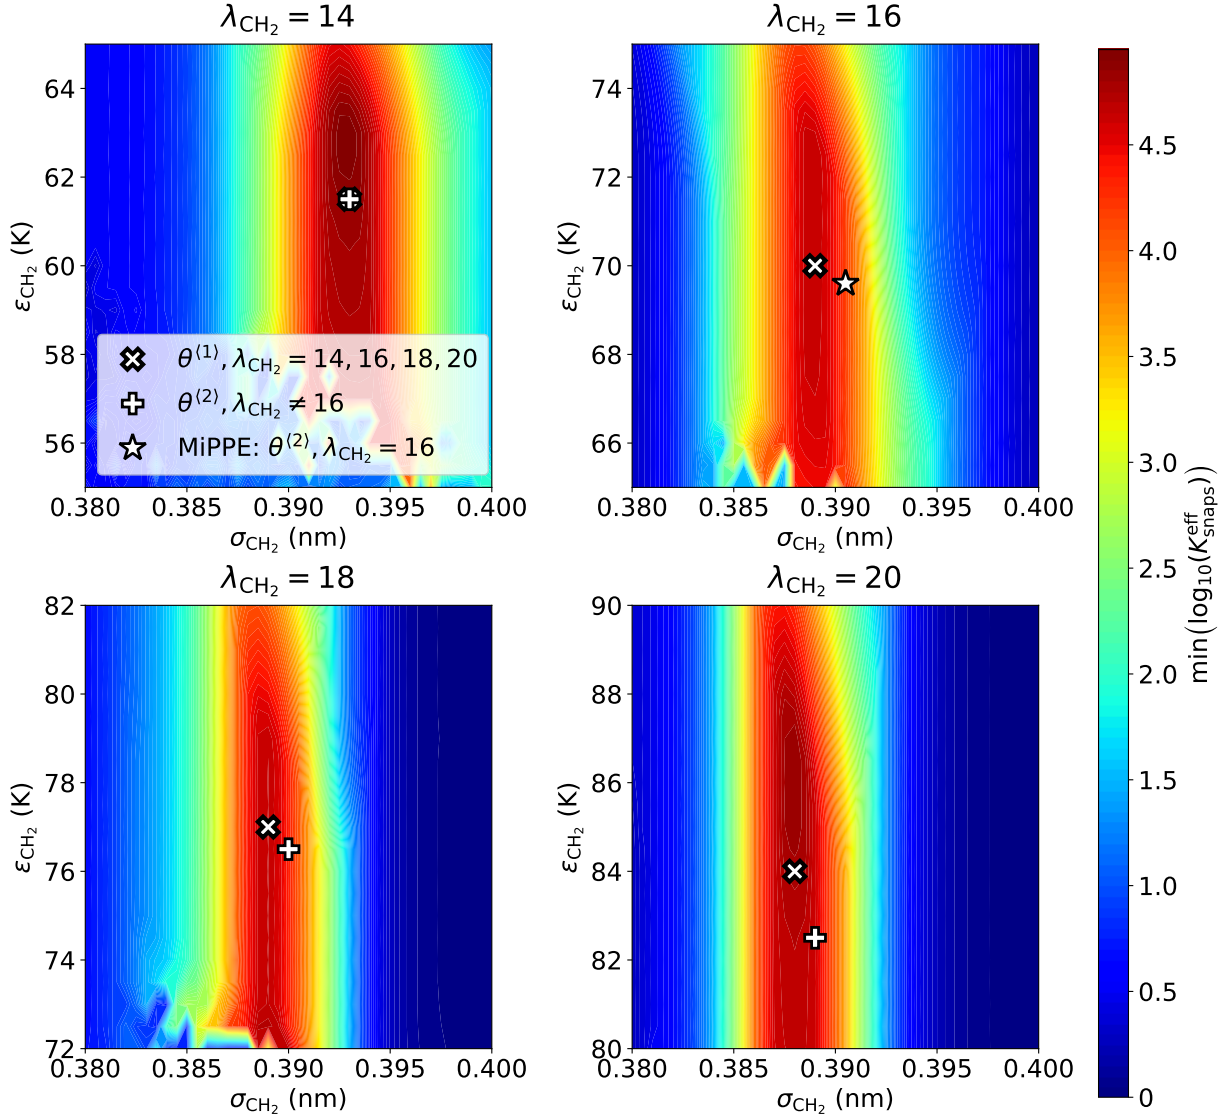 λ_CH₂ = 14
64
62
60
58
56
ε_CH₂ (K)
θ⟨1⟩, λ_CH₂ = 14, 16, 18, 20
θ⟨2⟩, λ_CH₂ ≠ 16
MiPPE: θ⟨2⟩, λ_CH₂ = 16
0.380 0.385 0.390 0.395 0.400
σ_CH₂ (nm)
λ_CH₂ = 16
74
72
70
68
66
ε_CH₂ (K)
0.380 0.385 0.390 0.395 0.400
σ_CH₂ (nm)
λ_CH₂ = 18
82
80
78
76
74
72
ε_CH₂ (K)
0.380 0.385 0.390 0.395 0.400
σ_CH₂ (nm)
λ_CH₂ = 20
90
88
86
84
82
80
ε_CH₂ (K)
0.380 0.385 0.390 0.395 0.400
σ_CH₂ (nm)
4.5
4.0
3.5
3.0
2.5
2.0
1.5
1.0
0.5
0
min(log₁₀(K^eff_snaps))